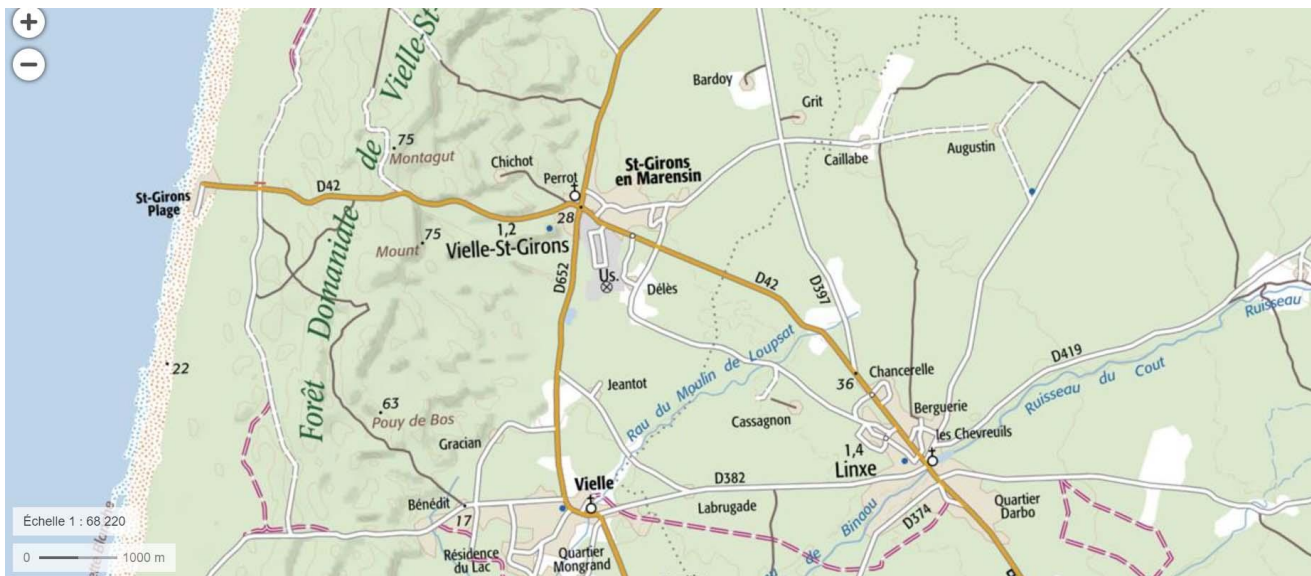 +
−
Vielle-St-
de
Domaniale
Forêt
75
Montagut
Chichot
Perrot
St-Girons
en Marensin
Bardoy
Grit
Caillabe
Augustin
St-Girons
Plage
D42
1,2
28
Vielle-St-Girons
75
Mount
D652
Us.
Délès
D42
D397
Ruisseau
22
Rau du Moulin de Loupsat
D419
Ruisseau du Cout
Chancerelle
36
Jeantot
Cassagnon
Berguerie
63
Pouy de Bos
Gracian
les Chevreuils
1,4
Linxe
Vielle
D382
Labrugade
Bénédit
17
Quartier
Darbo
D374
Binaou
de
Résidence
du Lac
Quartier
Mongrand
Échelle 1 : 68 220
0 1000 m